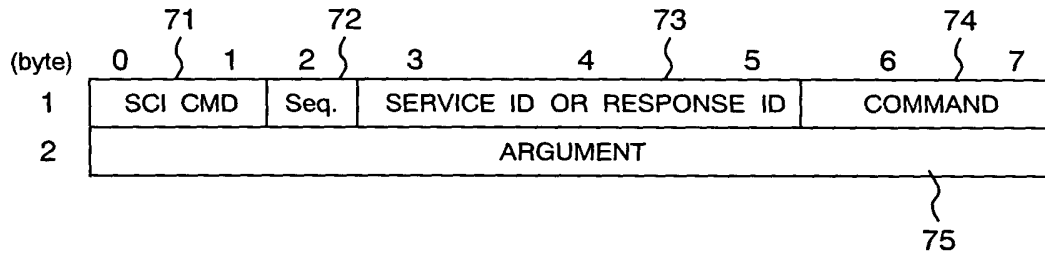 71 72 73 74
(byte) 0 1 2 3 4 5 6 7
1 SCI CMD Seq. SERVICE ID OR RESPONSE ID COMMAND
2 ARGUMENT
75